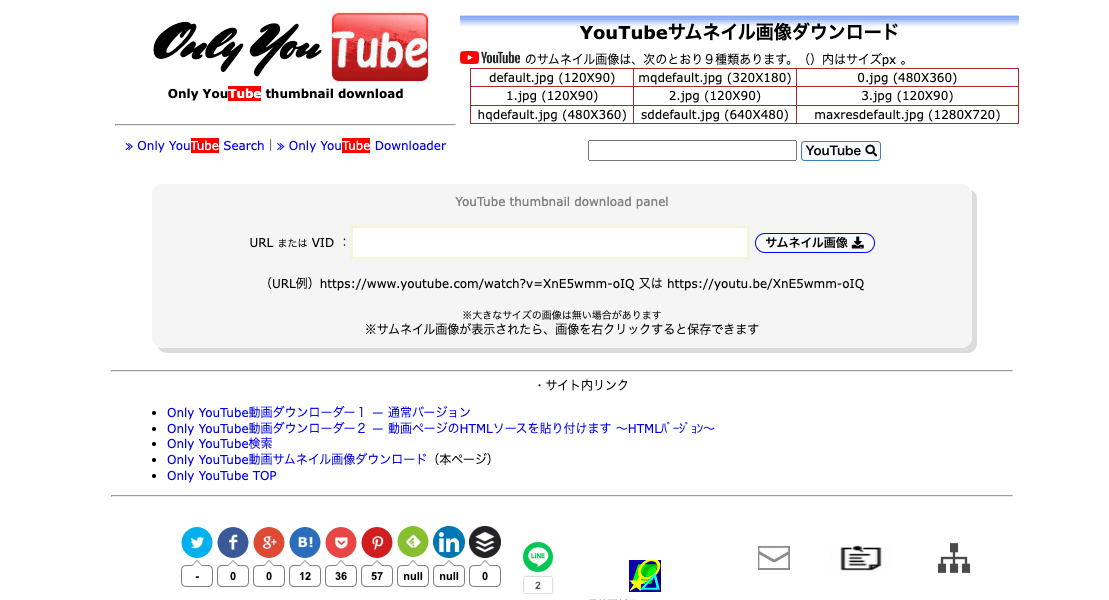 Only You Tube
Only YouTube thumbnail download
YouTubeサムネイル画像ダウンロード
YouTube のサムネイル画像は、次のとおり９種類あります。（）内はサイズpx 。
default.jpg (120X90) mqdefault.jpg (320X180) 0.jpg (480X360)
1.jpg (120X90) 2.jpg (120X90) 3.jpg (120X90)
hqdefault.jpg (480X360) sddefault.jpg (640X480) maxresdefault.jpg (1280X720)
» Only YouTube Search | » Only YouTube Downloader
YouTube
YouTube thumbnail download panel
URL または VID ：
サムネイル画像
（URL例）https://www.youtube.com/watch?v=XnE5wmm-oIQ 又は https://youtu.be/XnE5wmm-oIQ
※大きなサイズの画像は無い場合があります
※サムネイル画像が表示されたら、画像を右クリックすると保存できます
・サイト内リンク
• Only YouTube動画ダウンローダー１ ― 通常バージョン
• Only YouTube動画ダウンローダー２ ― 動画ページのHTMLソースを貼り付けます ～HTMLﾊﾞｰｼﾞｮﾝ～
• Only YouTube検索
• Only YouTube動画サムネイル画像ダウンロード（本ページ）
• Only YouTube TOP
B!
LINE
- 0 0 12 36 57 null null 0
2